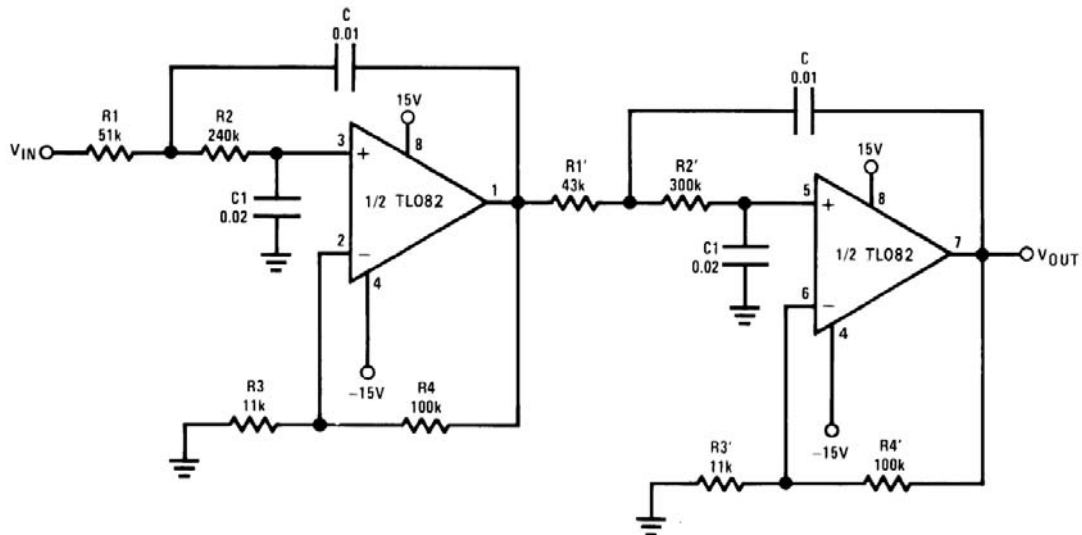 C
0.01
R1
51k
R2
240k
VIN
C1
0.02
15V
8
3
+
1/2 TL082
1
2
−
4
−15V
R3
11k
R4
100k
C
0.01
R1'
43k
R2'
300k
C1
0.02
15V
8
5
+
1/2 TL082
7
6
−
4
−15V
VOUT
R3'
11k
R4'
100k